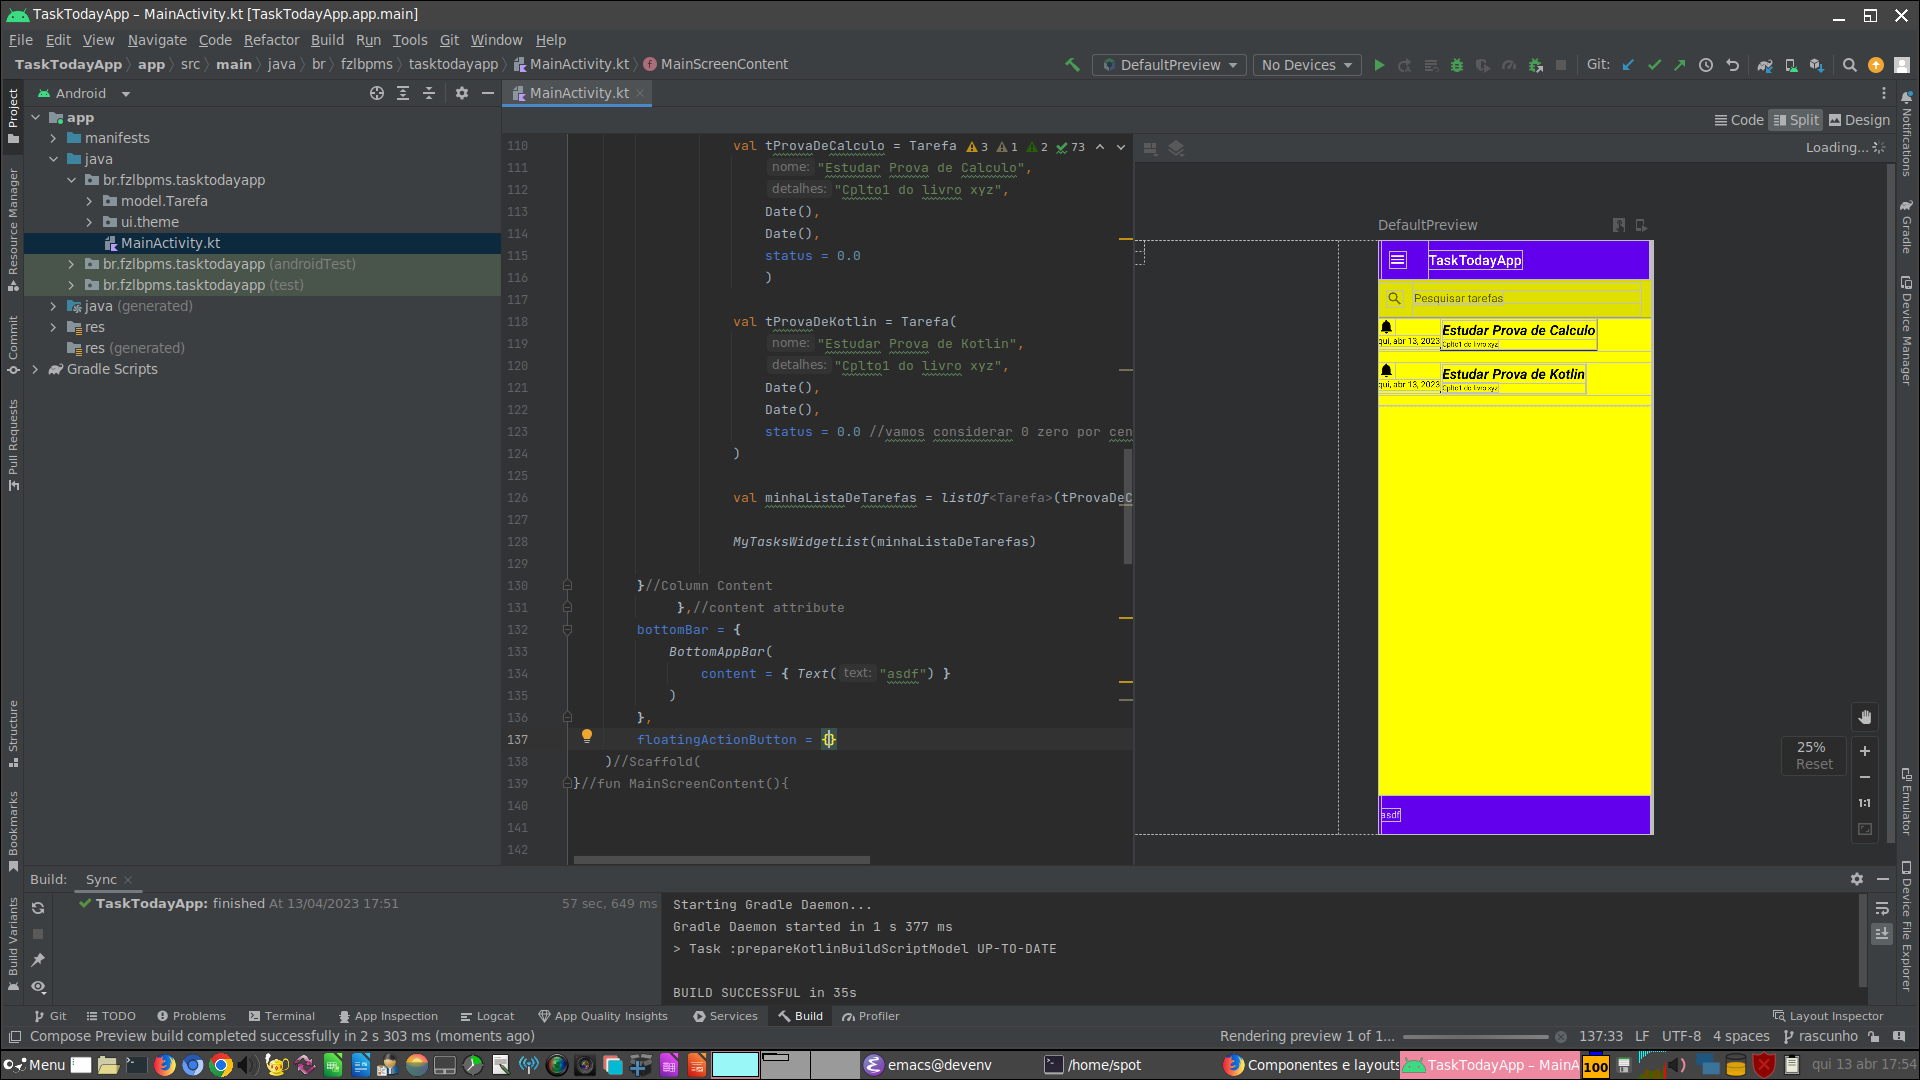 TaskTodayApp – MainActivity.kt [TaskTodayApp.app.main]
File Edit View Navigate Code Refactor Build Run Tools Git Window Help
TaskTodayApp app src main java br fzlbpms tasktodayapp MainActivity.kt MainScreenContent
DefaultPreview No Devices Git:
Project
Android
MainActivity.kt
app
manifests
java
br.fzlbpms.tasktodayapp
model.Tarefa
ui.theme
MainActivity.kt
br.fzlbpms.tasktodayapp (androidTest)
br.fzlbpms.tasktodayapp (test)
java (generated)
res
res (generated)
Gradle Scripts
Resource Manager
Commit
Pull Requests
Structure
Bookmarks
Build Variants
Code Split Design
Loading...
3 1 2 73
110 val tProvaDeCalculo = Tarefa
111 nome: "Estudar Prova de Calculo",
112 detalhes: "Cplto1 do livro xyz",
113 Date(),
114 Date(),
115 status = 0.0
116 )
117
118 val tProvaDeKotlin = Tarefa(
119 nome: "Estudar Prova de Kotlin",
120 detalhes: "Cplto1 do livro xyz",
121 Date(),
122 Date(),
123 status = 0.0 //vamos considerar 0 zero por cen
124 )
125
126 val minhaListaDeTarefas = listOf<Tarefa>(tProvaDeC
127
128 MyTasksWidgetList(minhaListaDeTarefas)
129
130 }//Column Content
131 },//content attribute
132 bottomBar = {
133 BottomAppBar(
134 content = { Text( text: "asdf") }
135 )
136 },
137 floatingActionButton = {}
138 )//Scaffold(
139 }//fun MainScreenContent(){
140
141
142
DefaultPreview
TaskTodayApp
Pesquisar tarefas
Estudar Prova de Calculo
qui, abr 13, 2023
Cplto1 do livro xyz
Estudar Prova de Kotlin
qui, abr 13, 2023
Cplto1 do livro xyz
asdf
25%
Reset
1:1
Notifications
Gradle
Device Manager
Emulator
Device File Explorer
Build: Sync
TaskTodayApp: finished At 13/04/2023 17:51 57 sec, 649 ms
Starting Gradle Daemon...
Gradle Daemon started in 1 s 377 ms
> Task :prepareKotlinBuildScriptModel UP-TO-DATE
BUILD SUCCESSFUL in 35s
Git TODO Problems Terminal App Inspection Logcat App Quality Insights Services Build Profiler Layout Inspector
Compose Preview build completed successfully in 2 s 303 ms (moments ago) Rendering preview 1 of 1... 137:33 LF UTF-8 4 spaces rascunho
Menu emacs@devenv /home/spot Componentes e layouts TaskTodayApp – MainA 100 qui 13 abr 17:54